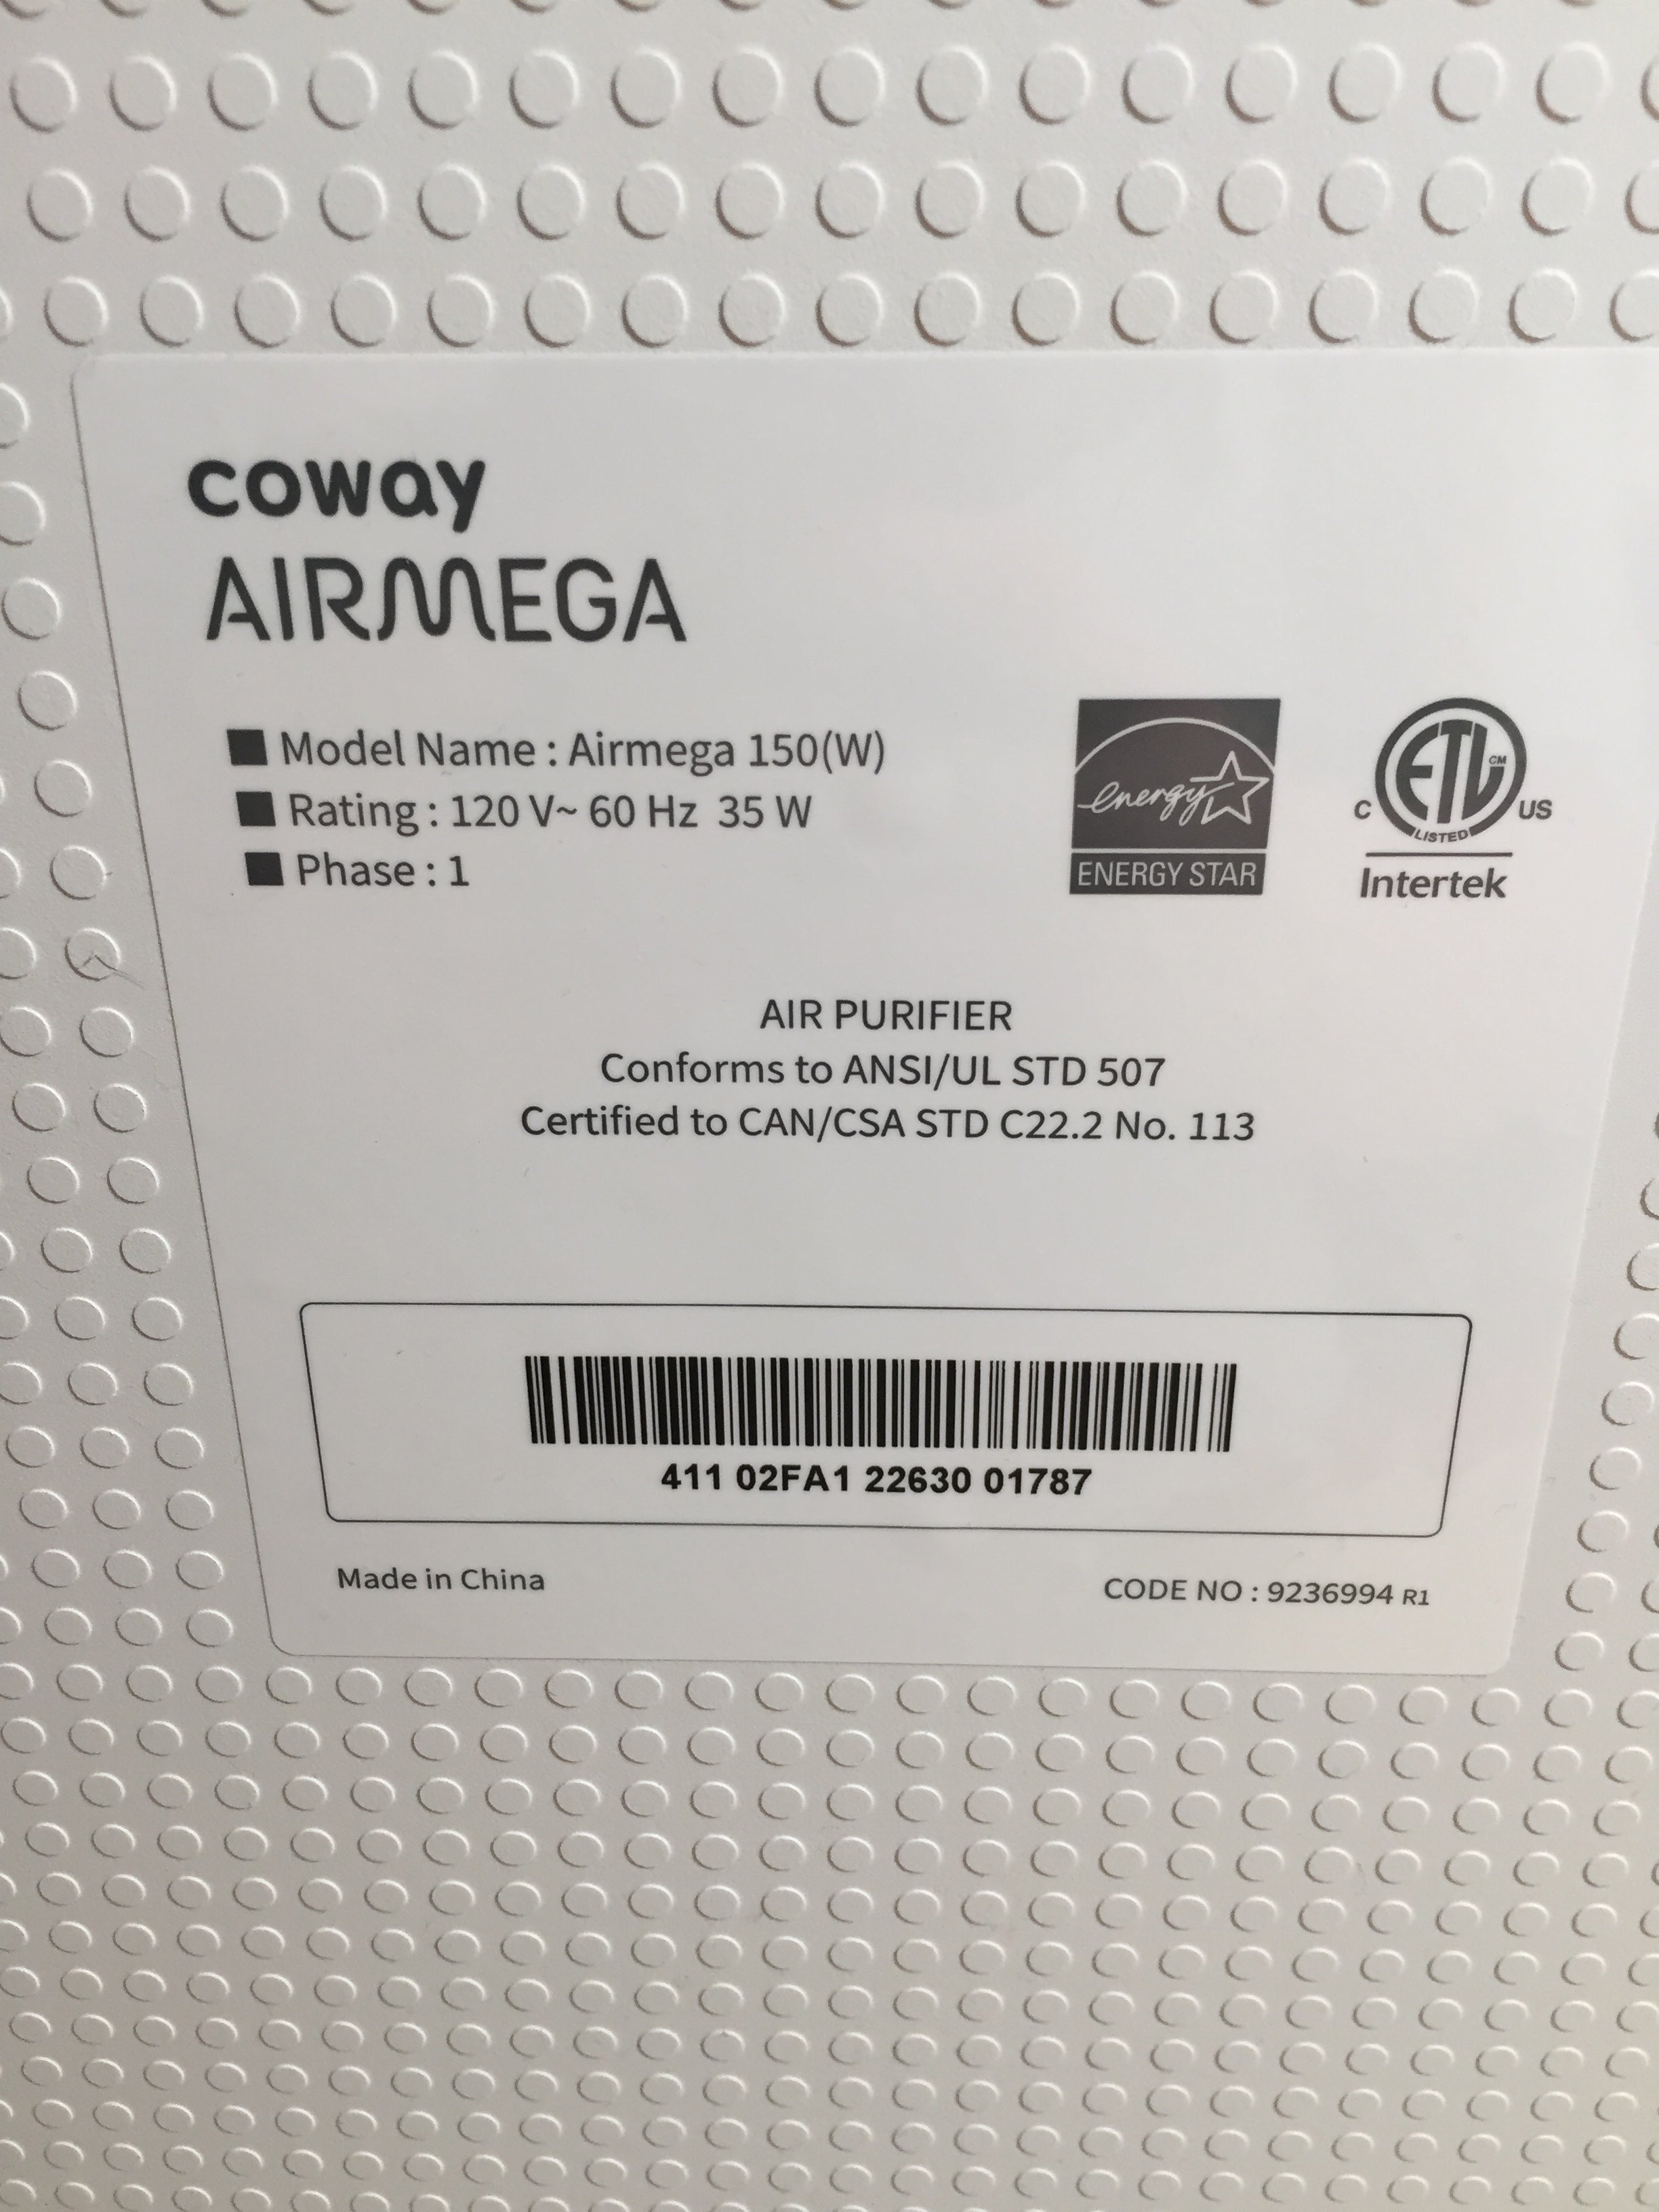 coway
AIRMEGA
■ Model Name : Airmega 150(W)
■ Rating : 120 V~ 60 Hz 35 W
■ Phase : 1
energy
ENERGY STAR
ETL CM
C US
LISTED
Intertek
AIR PURIFIER
Conforms to ANSI/UL STD 507
Certified to CAN/CSA STD C22.2 No. 113
411 02FA1 22630 01787
Made in China
CODE NO : 9236994 R1